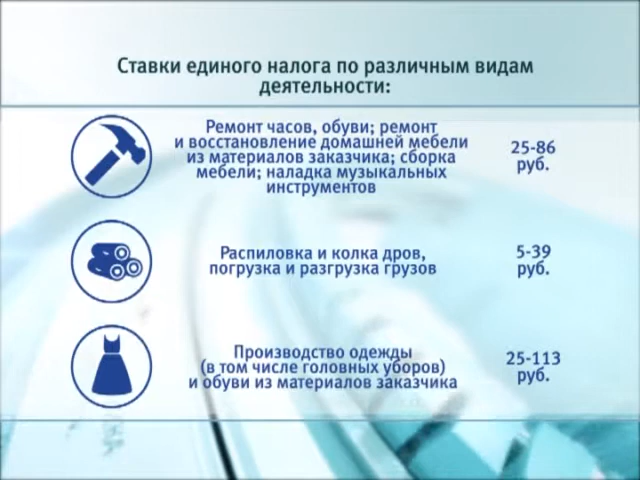 Ставки единого налога по различным видам
деятельности:
Ремонт часов, обуви; ремонт
и восстановление домашней мебели
из материалов заказчика; сборка
мебели; наладка музыкальных
инструментов
25-86
руб.
Распиловка и колка дров,
погрузка и разгрузка грузов
5-39
руб.
Производство одежды
(в том числе головных уборов)
и обуви из материалов заказчика
25-113
руб.